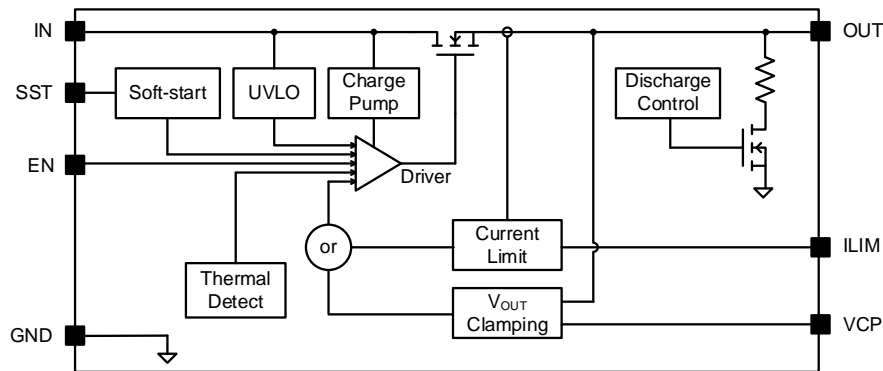 IN
OUT
SST
Soft-start
UVLO
Charge
Pump
Discharge
Control
EN
Driver
or
Current
Limit
ILIM
Thermal
Detect
VOUT
Clamping
VCP
GND